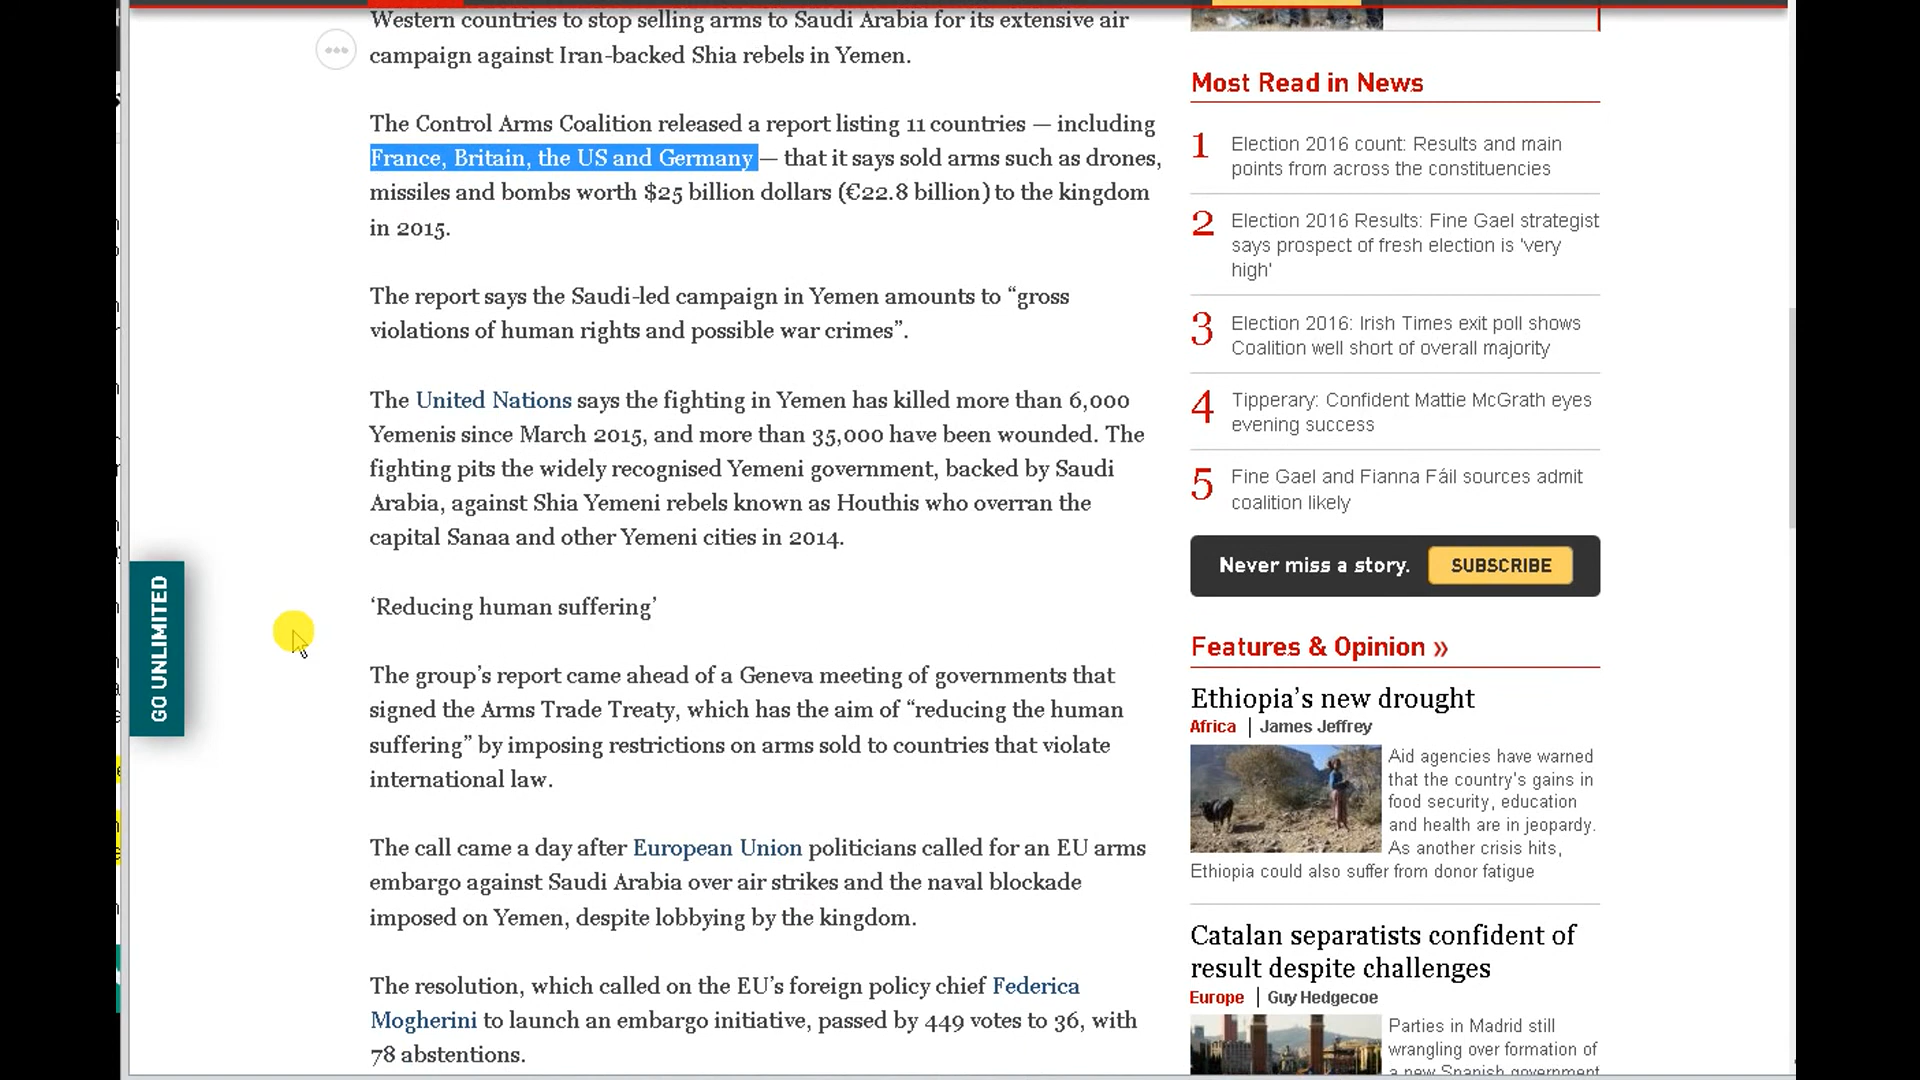 Western countries to stop selling arms to Saudi Arabia for its extensive air
campaign against Iran-backed Shia rebels in Yemen.
The Control Arms Coalition released a report listing 11 countries — including
France, Britain, the US and Germany — that it says sold arms such as drones,
missiles and bombs worth $25 billion dollars (€22.8 billion) to the kingdom
in 2015.
The report says the Saudi-led campaign in Yemen amounts to “gross
violations of human rights and possible war crimes”.
The United Nations says the fighting in Yemen has killed more than 6,000
Yemenis since March 2015, and more than 35,000 have been wounded. The
fighting pits the widely recognised Yemeni government, backed by Saudi
Arabia, against Shia Yemeni rebels known as Houthis who overran the
capital Sanaa and other Yemeni cities in 2014.
‘Reducing human suffering’
The group’s report came ahead of a Geneva meeting of governments that
signed the Arms Trade Treaty, which has the aim of “reducing the human
suffering” by imposing restrictions on arms sold to countries that violate
international law.
The call came a day after European Union politicians called for an EU arms
embargo against Saudi Arabia over air strikes and the naval blockade
imposed on Yemen, despite lobbying by the kingdom.
The resolution, which called on the EU’s foreign policy chief Federica
Mogherini to launch an embargo initiative, passed by 449 votes to 36, with
78 abstentions.
GO UNLIMITED
Most Read in News
1 Election 2016 count: Results and main
points from across the constituencies
2 Election 2016 Results: Fine Gael strategist
says prospect of fresh election is 'very
high'
3 Election 2016: Irish Times exit poll shows
Coalition well short of overall majority
4 Tipperary: Confident Mattie McGrath eyes
evening success
5 Fine Gael and Fianna Fáil sources admit
coalition likely
Never miss a story. SUBSCRIBE
Features & Opinion »
Ethiopia’s new drought
Africa | James Jeffrey
Aid agencies have warned
that the country's gains in
food security, education
and health are in jeopardy.
As another crisis hits,
Ethiopia could also suffer from donor fatigue
Catalan separatists confident of
result despite challenges
Europe | Guy Hedgecoe
Parties in Madrid still
wrangling over formation of
a new Spanish government